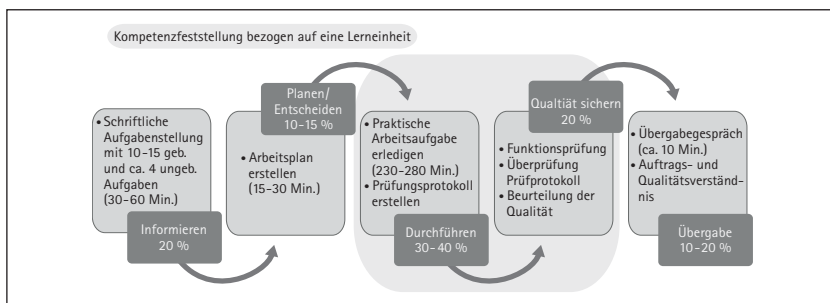 Kompetenzfeststellung bezogen auf eine Lerneinheit
• Schriftliche
Aufgabenstellung
mit 10-15 geb.
und ca. 4 ungeb.
Aufgaben
(30-60 Min.)
Informieren
20 %
Planen/
Entscheiden
10-15 %
• Arbeitsplan
erstellen
(15-30 Min.)
• Praktische
Arbeitsaufgabe
erledigen
(230-280 Min.)
• Prüfungsprotokoll
erstellen
Durchführen
30-40 %
Qualtiät sichern
20 %
• Funktionsprüfung
• Überprüfung
Prüfprotokoll
• Beurteilung der
Qualität
• Übergabegespräch
(ca. 10 Min.)
• Auftrags- und
Qualitätsverständ-
nis
Übergabe
10-20 %